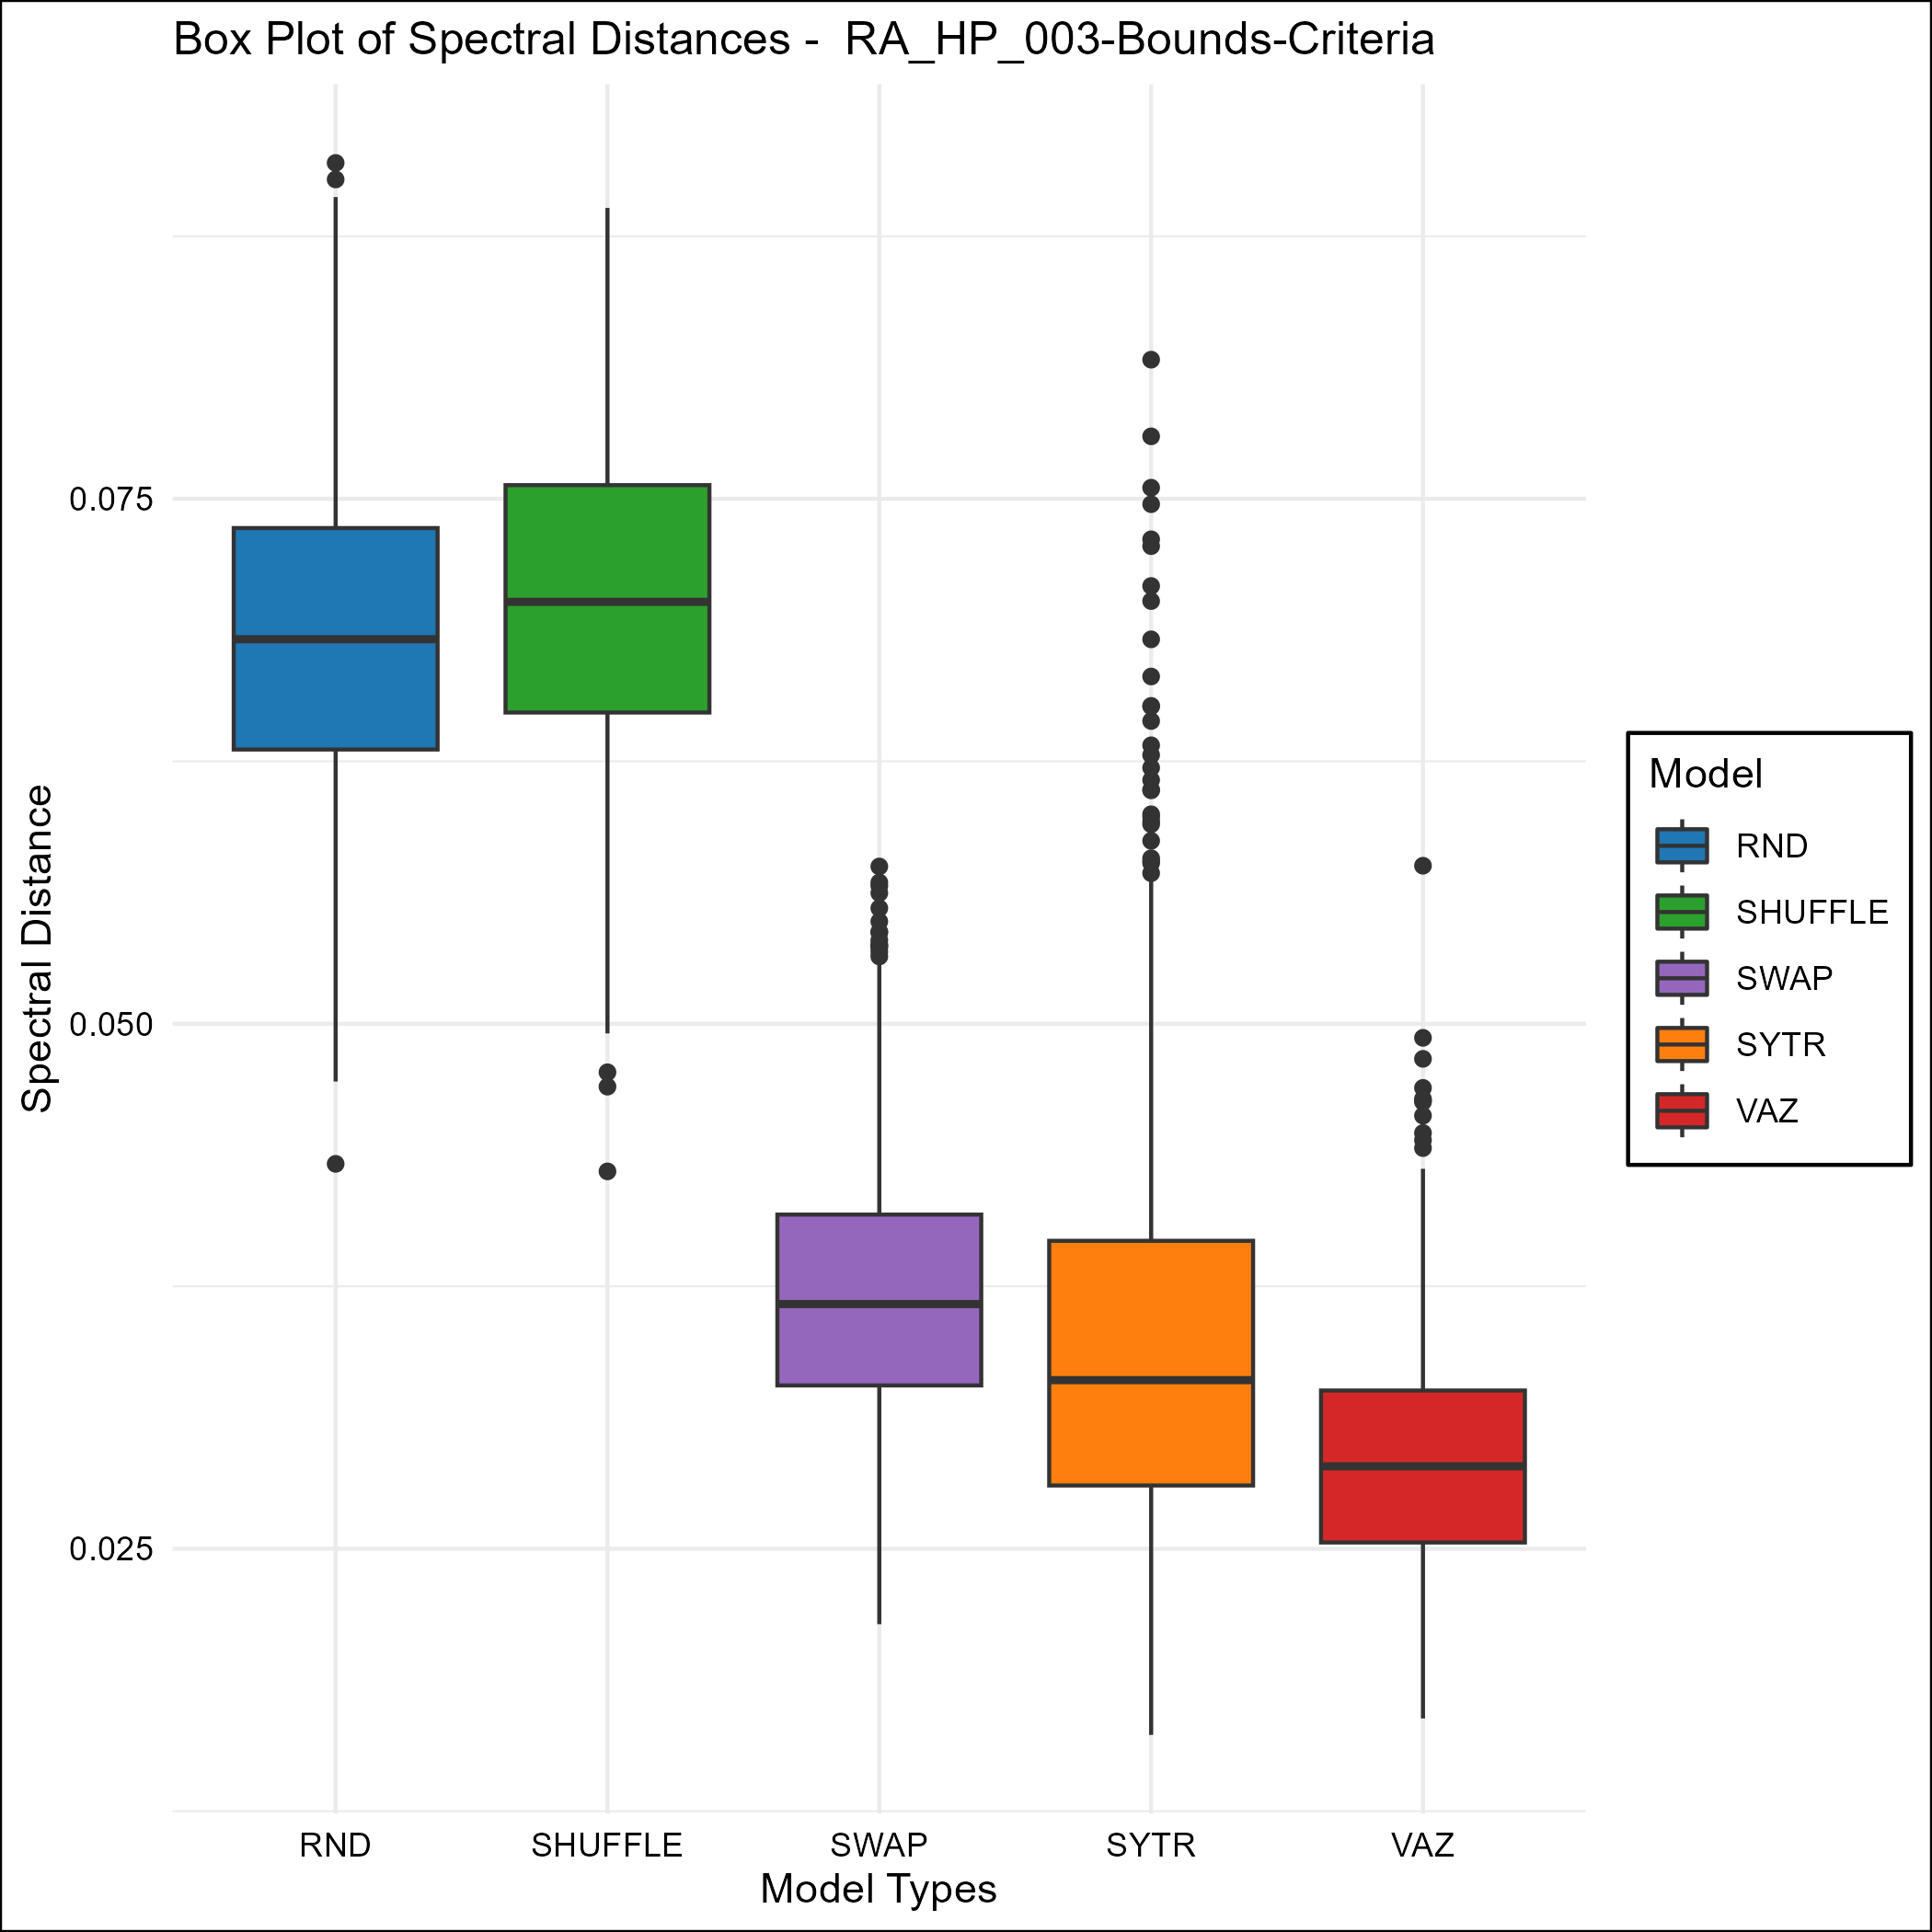 Box Plot of Spectral Distances -  RA_HP_003-Bounds-Criteria
Spectral Distance
0.075
0.050
0.025
RND
SHUFFLE
SWAP
SYTR
VAZ
Model Types
Model
RND
SHUFFLE
SWAP
SYTR
VAZ